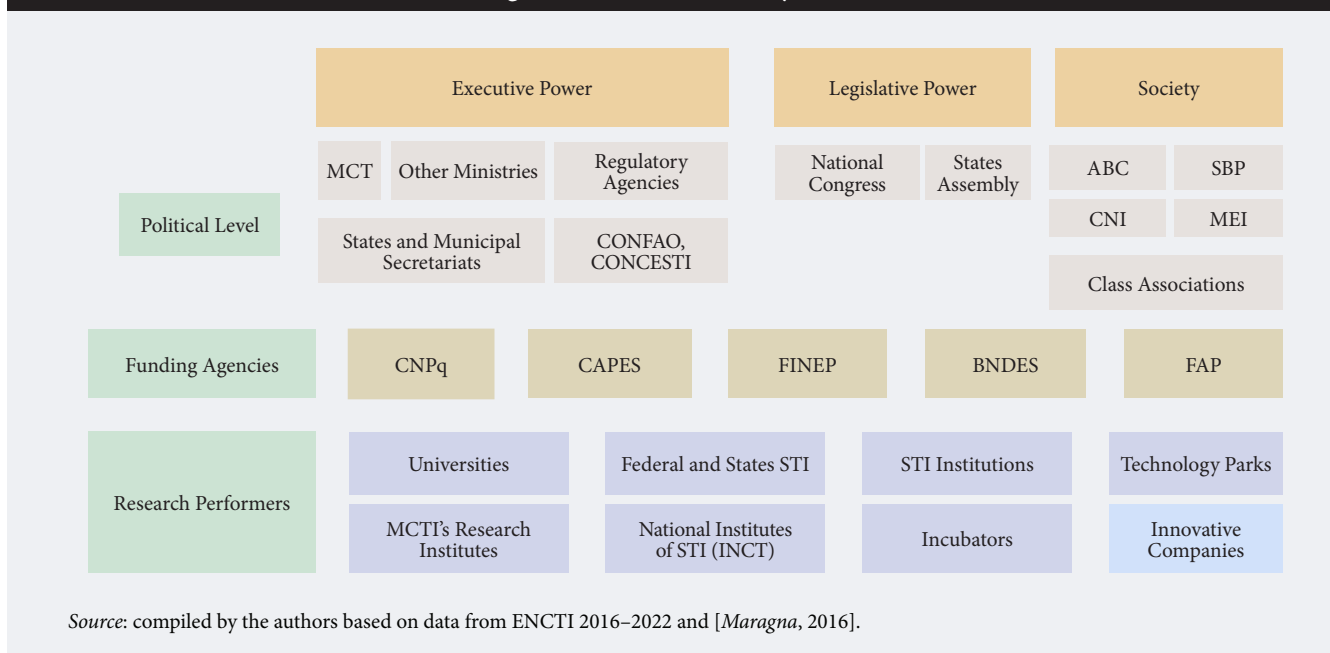 Executive Power
Legislative Power
Society
MCT
Other Ministries
Regulatory
Agencies
National
Congress
States
Assembly
ABC
SBP
Political Level
States and Municipal
Secretariats
CONFAO,
CONCESTI
CNI
MEI
Class Associations
Funding Agencies
CNPq
CAPES
FINEP
BNDES
FAP
Research Performers
Universities
Federal and States STI
STI Institutions
Technology Parks
MCTI’s Research
Institutes
National Institutes
of STI (INCT)
Incubators
Innovative
Companies
Source: compiled by the authors based on data from ENCTI 2016–2022 and [Maragna, 2016].